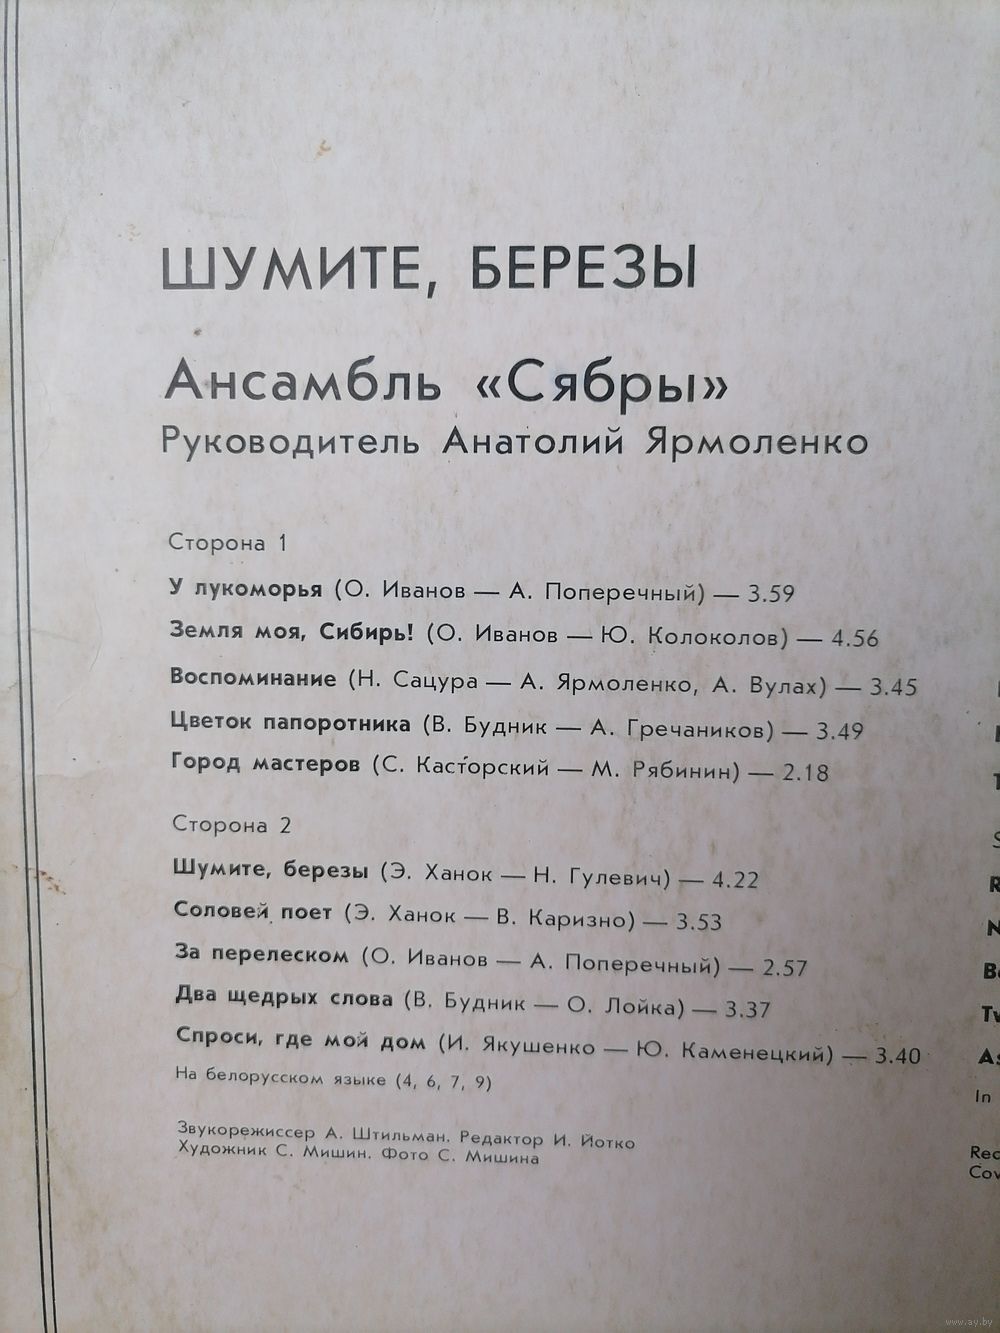 ШУМИТЕ, БЕРЕЗЫ
Ансамбль «Сябры»
Руководитель Анатолий Ярмоленко
Сторона 1
У лукоморья (О. Иванов — А. Поперечный) — 3.59
Земля моя, Сибирь! (О. Иванов — Ю. Колоколов) — 4.56
Воспоминание (Н. Сацура — А. Ярмоленко, А. Вулах) — 3.45
Цветок папоротника (В. Будник — А. Гречаников) — 3.49
Город мастеров (С. Касторский — М. Рябинин) — 2.18
Сторона 2
Шумите, березы (Э. Ханок — Н. Гулевич) — 4.22
Соловей поет (Э. Ханок — В. Каризно) — 3.53
За перелеском (О. Иванов — А. Поперечный) — 2.57
Два щедрых слова (В. Будник — О. Лойка) — 3.37
Спроси, где мой дом (И. Якушенко — Ю. Каменецкий) — 3.40
На белорусском языке (4, 6, 7, 9)
Звукорежиссер А. Штильман. Редактор И. Йотко
Художник С. Мишин. Фото С. Мишина
In
www.ay.by